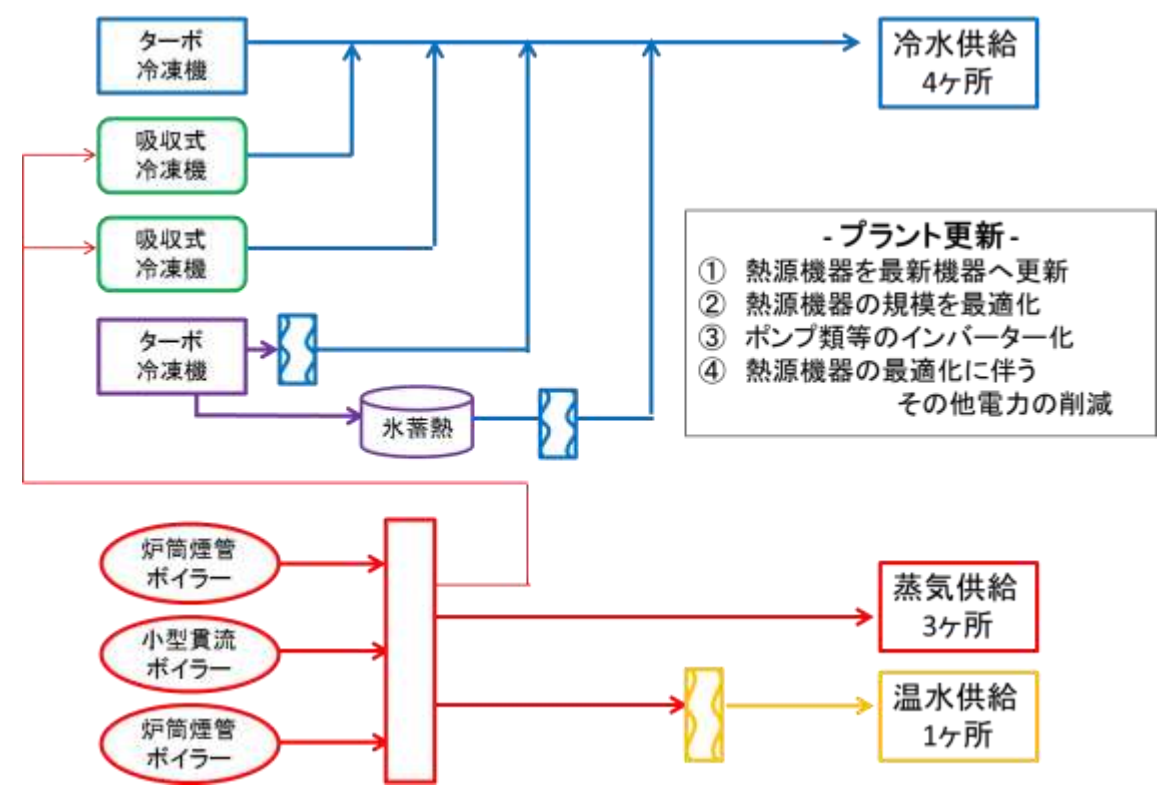 ターボ
冷凍機
冷水供給
4ヶ所
吸収式
冷凍機
吸収式
冷凍機
- プラント更新 -
① 熱源機器を最新機器へ更新
② 熱源機器の規模を最適化
③ ポンプ類等のインバーター化
④ 熱源機器の最適化に伴う
その他電力の削減
ターボ
冷凍機
氷蓄熱
炉筒煙管
ボイラー
小型貫流
ボイラー
炉筒煙管
ボイラー
蒸気供給
3ヶ所
温水供給
1ヶ所